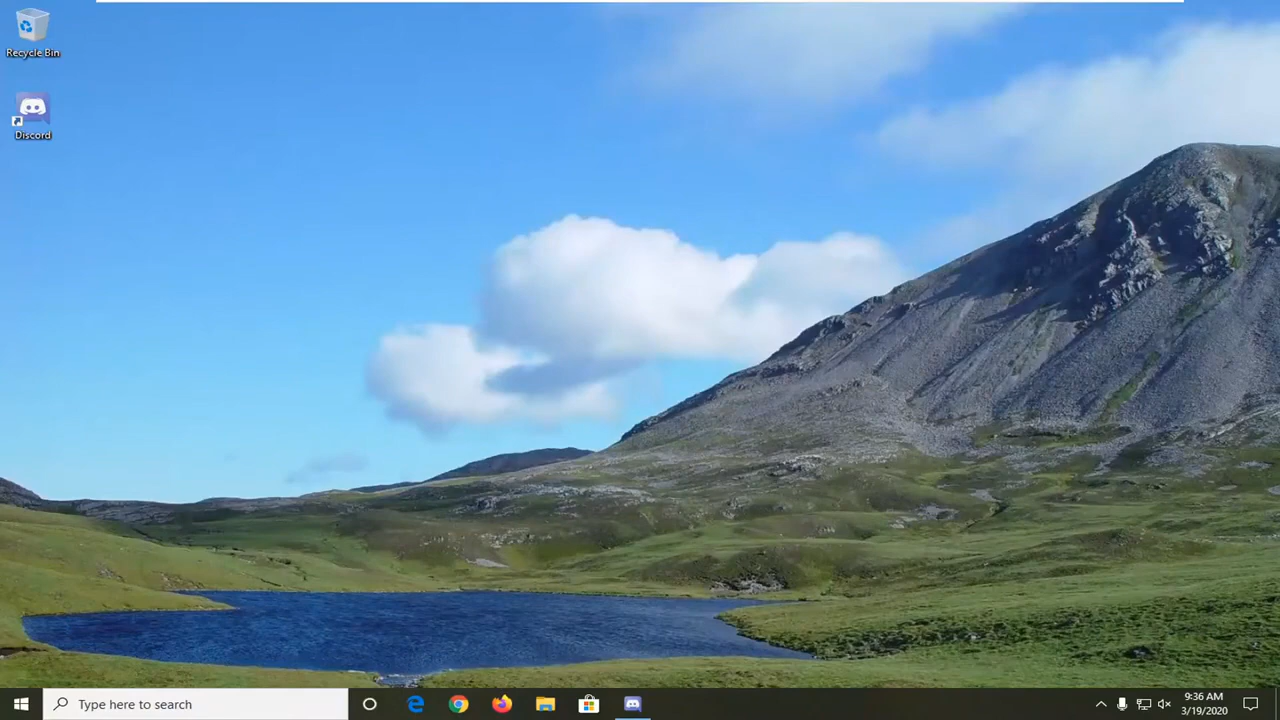 Recycle Bin
Discord
Type here to search
9:36 AM
3/19/2020